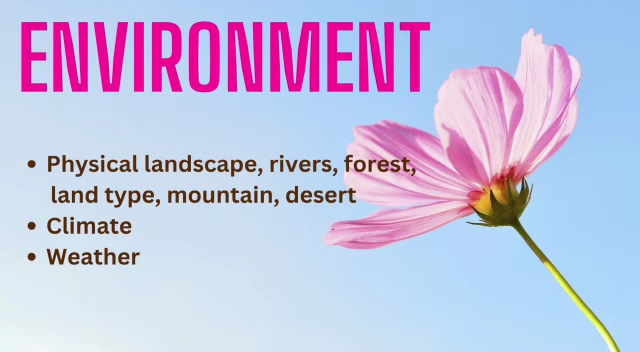 ENVIRONMENT
• Physical landscape, rivers, forest,
land type, mountain, desert
• Climate
• Weather